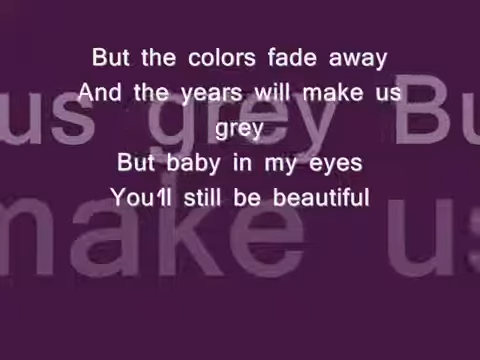 But the colors fade away
And the years will make us
grey
But baby in my eyes
You'll still be beautiful
us grey Bu
make us